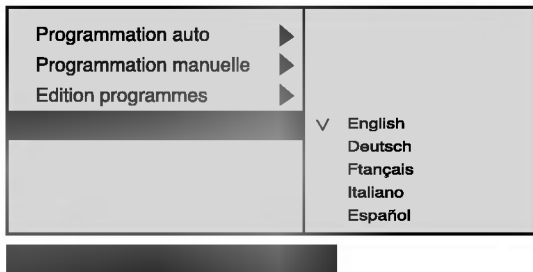 Programmation auto
Programmation manuelle
Edition programmes
English
Deutsch
Ftançais
Italiano
Español